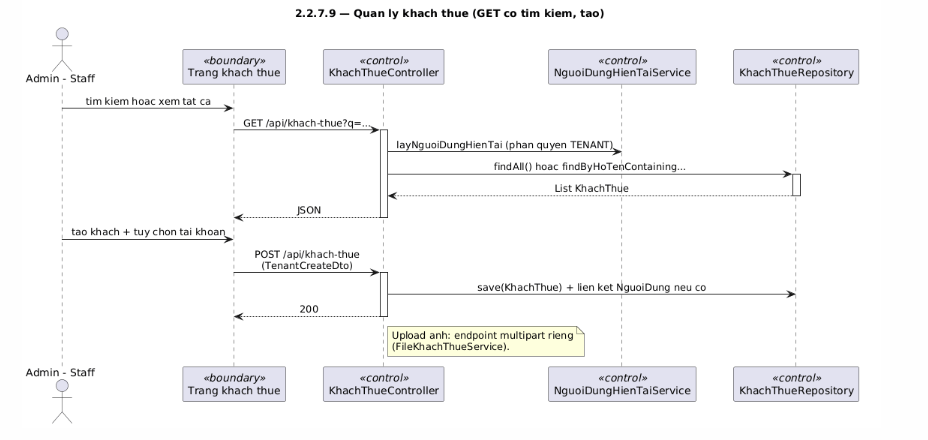 2.2.7.9 — Quan ly khach thue (GET co tim kiem, tao)
Admin - Staff
«boundary»
Trang khach thue
«control»
KhachThueController
«control»
NguoiDungHienTaiService
«control»
KhachThueRepository
tim kiem hoac xem tat ca
GET /api/khach-thue?q=...
layNguoiDungHienTai (phan quyen TENANT)
findAll() hoac findByHoTenContaining...
List KhachThue
JSON
tao khach + tuy chon tai khoan
POST /api/khach-thue
(TenantCreateDto)
save(KhachThue) + lien ket NguoiDung neu co
200
Upload anh: endpoint multipart rieng
(FileKhachThueService).
Admin - Staff
«boundary»
Trang khach thue
«control»
KhachThueController
«control»
NguoiDungHienTaiService
«control»
KhachThueRepository